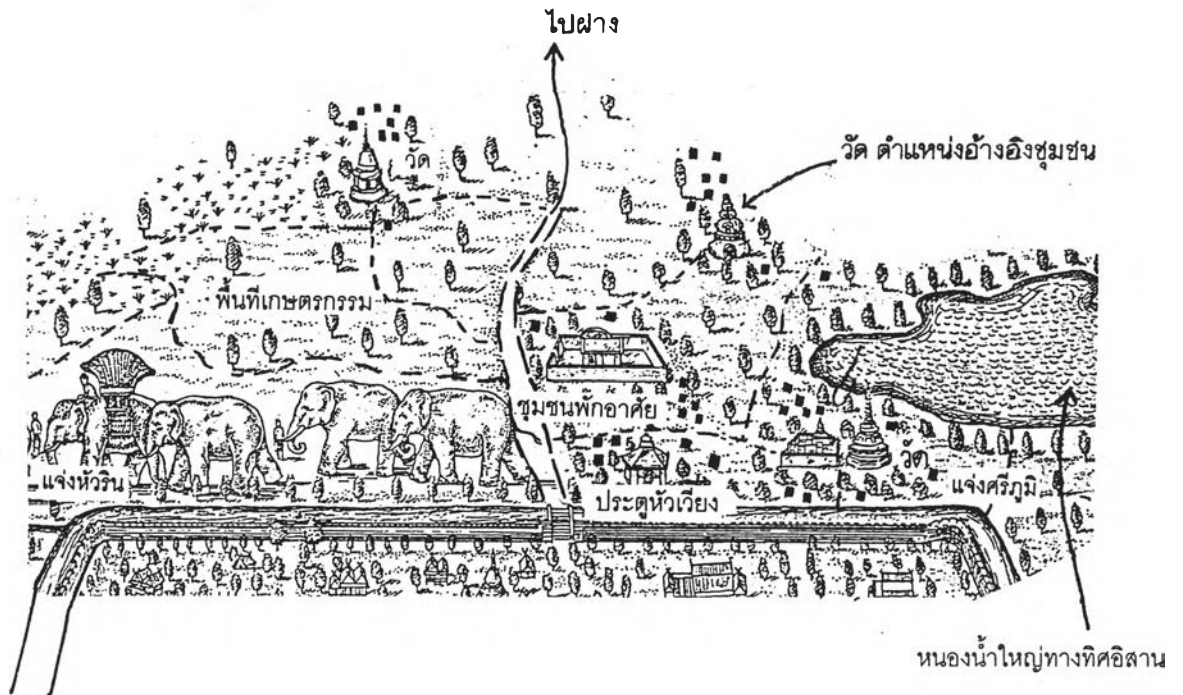 ไปฝาง
วัด
วัด ตำแหน่งอ้างอิงชุมชน
พื้นที่เกษตรกรรม
ชุมชนพักอาศัย
วัด
แจ่งหัวริน
ประตูหัวเวียง
แจ่งศรีภูมิ
หนองน้ำใหญ่ทางทิศอิสาน